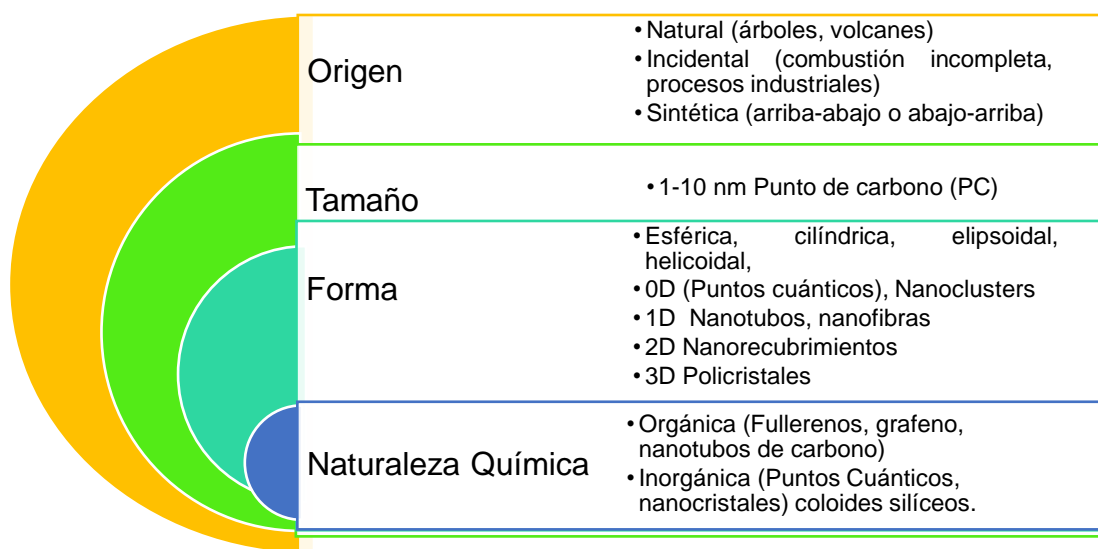 Origen
• Natural (árboles, volcanes)
• Incidental (combustión incompleta,
procesos industriales)
• Sintética (arriba-abajo o abajo-arriba)
Tamaño
• 1-10 nm Punto de carbono (PC)
Forma
• Esférica, cilíndrica, elipsoidal,
helicoidal,
• 0D (Puntos cuánticos), Nanoclusters
• 1D Nanotubos, nanofibras
• 2D Nanorecubrimientos
• 3D Policristales
Naturaleza Química
• Orgánica (Fullerenos, grafeno,
nanotubos de carbono)
• Inorgánica (Puntos Cuánticos,
nanocristales) coloides silíceos.